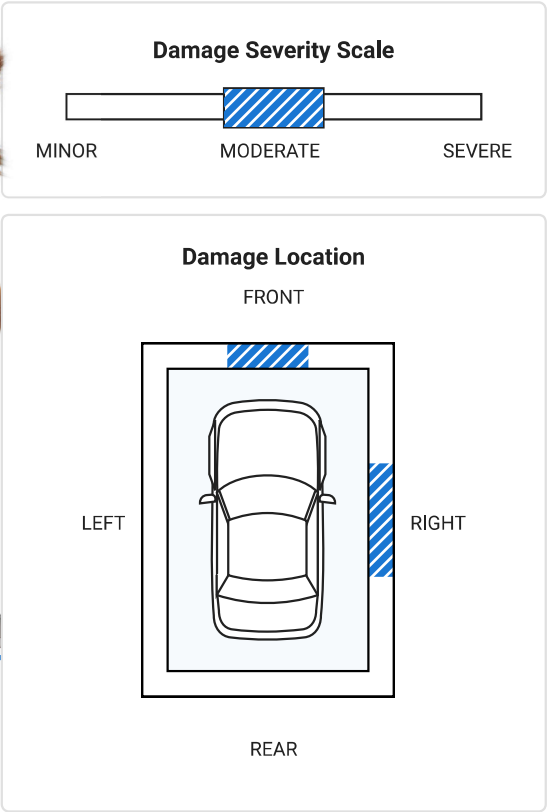 Damage Severity Scale
MINOR MODERATE SEVERE
Damage Location
FRONT
LEFT RIGHT
REAR